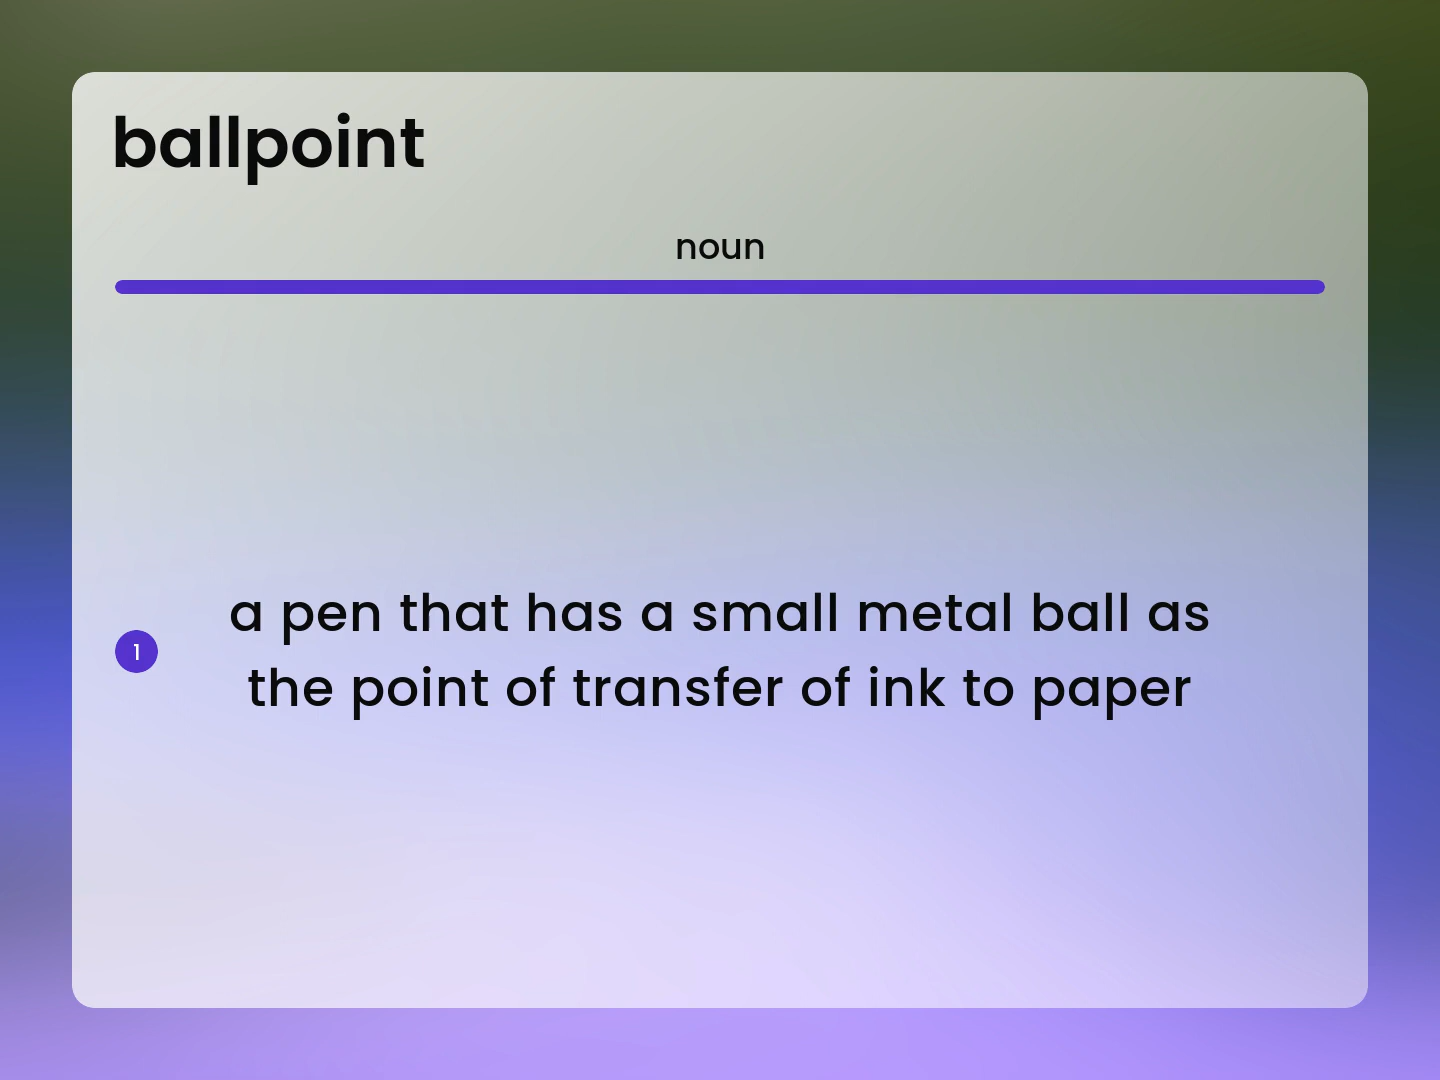 ballpoint
noun
1
a pen that has a small metal ball as
the point of transfer of ink to paper